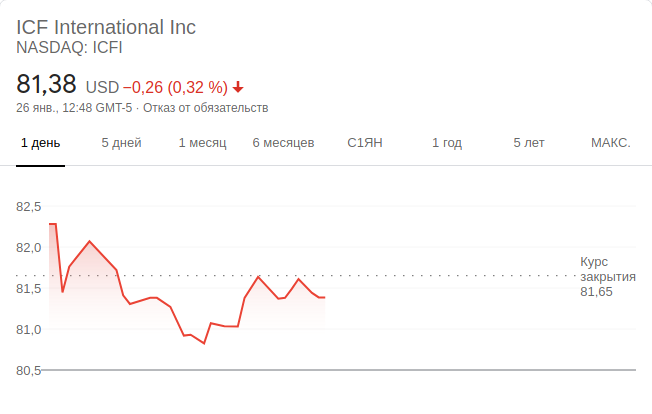 ICF International Inc
NASDAQ: ICFI
81,38 USD −0,26 (0,32 %)
26 янв., 12:48 GMT-5 · Отказ от обязательств
1 день 5 дней 1 месяц 6 месяцев С1ЯН 1 год 5 лет МАКС.
82,5
82,0
Курс
закрытия
81,65
81,5
81,0
80,5